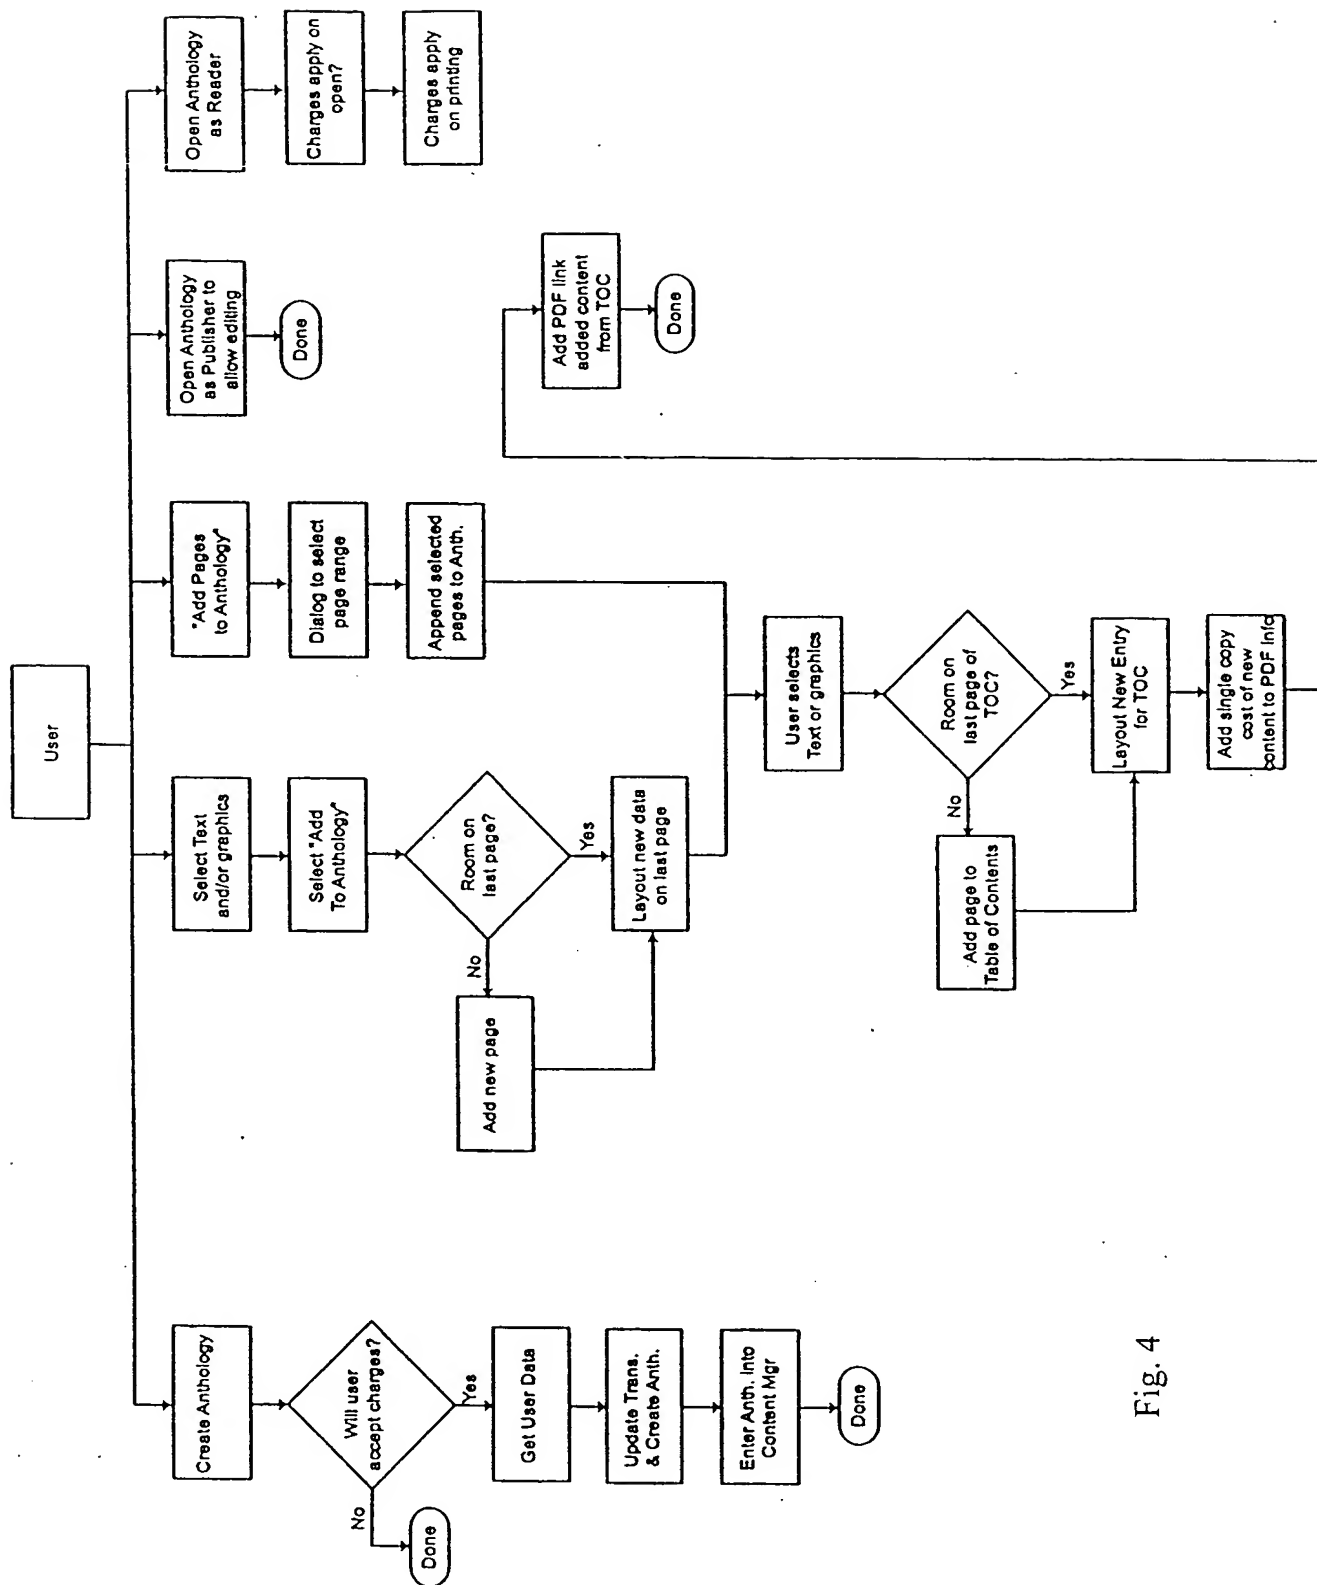 User
Create Anthology
Will user
accept charges?
No
Done
Yes
Get User Data
Update Trans.
& Create Anth.
Enter Anth. Into
Content Mgr
Done
Select Text
and/or graphics
Select "Add
To Anthology"
Room on
last page?
No
Add new page
Yes
Layout new data
on last page
"Add Pages
to Anthology"
Dialog to select
page range
Append selected
pages to Anth.
User selects
Text or graphics
Room on
last page of
TOC?
No
Add page to
Table of Contents
Yes
Layout New Entry
for TOC
Add single copy
cost of new
content to PDF Info
Open Anthology
as Publisher to
allow editing
Done
Add PDF link
added content
from TOC
Done
Open Anthology
as Reader
Charges apply on
open?
Charges apply
on printing
Fig. 4